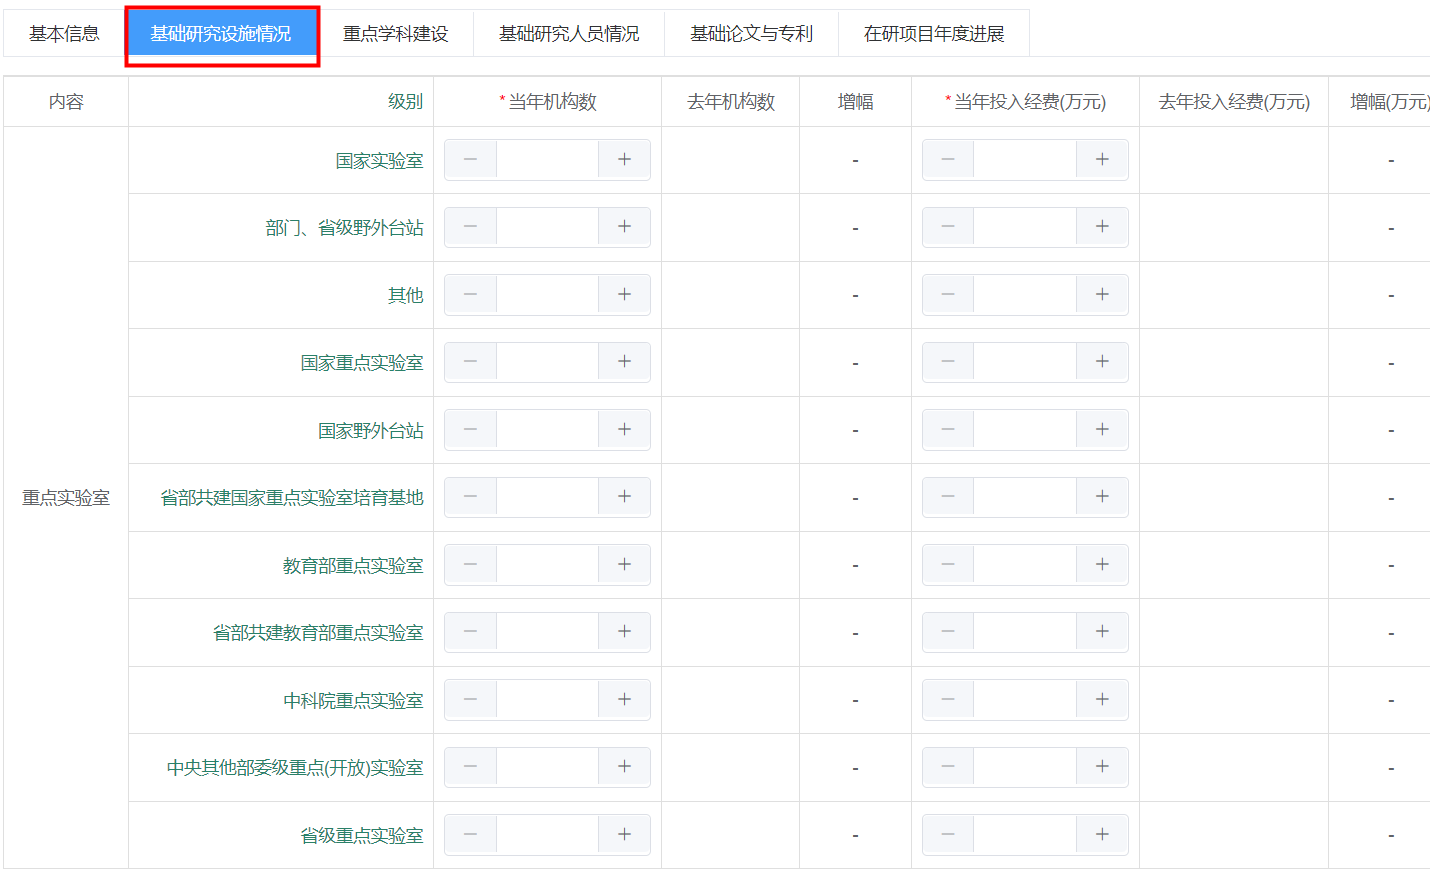 基本信息 基础研究设施情况 重点学科建设 基础研究人员情况 基础论文与专利 在研项目年度进展
内容 级别 *当年机构数 去年机构数 增幅 *当年投入经费(万元) 去年投入经费(万元) 增幅(万元)
国家实验室 − + - − + -
部门、省级野外台站 − + - − + -
其他 − + - − + -
国家重点实验室 − + - − + -
国家野外台站 − + - − + -
重点实验室 省部共建国家重点实验室培育基地 − + - − + -
教育部重点实验室 − + - − + -
省部共建教育部重点实验室 − + - − + -
中科院重点实验室 − + - − + -
中央其他部委级重点(开放)实验室 − + - − + -
省级重点实验室 − + - − + -